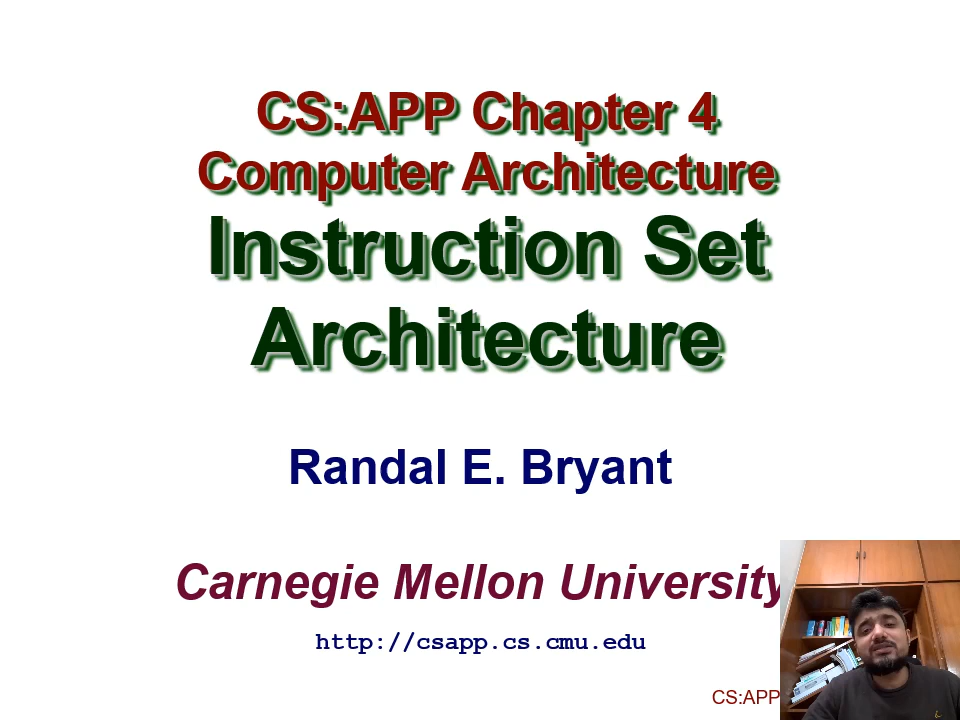 CS:APP Chapter 4
Computer Architecture
Instruction Set
Architecture
Randal E. Bryant
Carnegie Mellon University
http://csapp.cs.cmu.edu
CS:APP